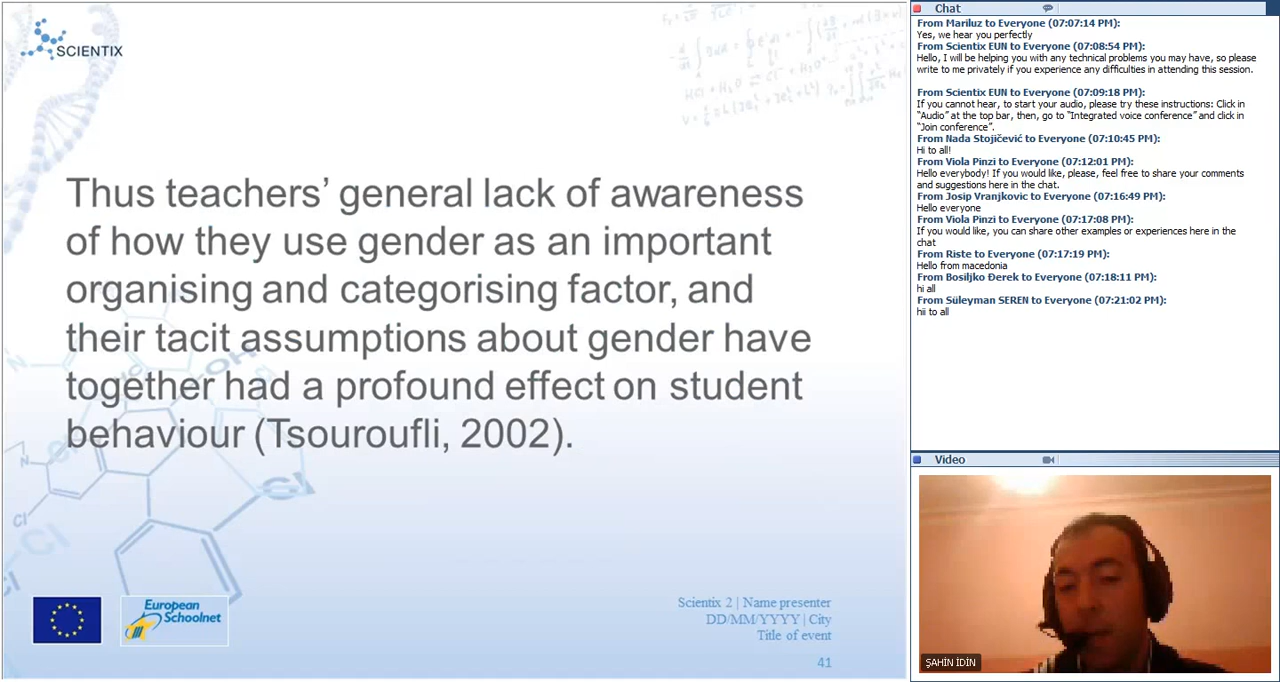 SCIENTIX
Thus teachers’ general lack of awareness
of how they use gender as an important
organising and categorising factor, and
their tacit assumptions about gender have
together had a profound effect on student
behaviour (Tsouroufli, 2002).
European
Schoolnet
Scientix 2 | Name presenter
DD/MM/YYYY | City
Title of event
41
Chat
From Mariluz to Everyone (07:07:14 PM):
Yes, we hear you perfectly
From Scientix EUN to Everyone (07:08:54 PM):
Hello, I will be helping you with any technical problems you may have, so please
write to me privately if you experience any difficulties in attending this session.
From Scientix EUN to Everyone (07:09:18 PM):
If you cannot hear, to start your audio, please try these instructions: Click in
“Audio” at the top bar, then, go to “Integrated voice conference” and click in
“Join conference”.
From Nada Stojičević to Everyone (07:10:45 PM):
Hi to all!
From Viola Pinzi to Everyone (07:12:01 PM):
Hello everybody! If you would like, please, feel free to share your comments
and suggestions here in the chat.
From Josip Vranjkovic to Everyone (07:16:49 PM):
Hello everyone
From Viola Pinzi to Everyone (07:17:08 PM):
If you would like, you can share other examples or experiences here in the
chat
From Riste to Everyone (07:17:19 PM):
Hello from macedonia
From Bosiljko Đerek to Everyone (07:18:11 PM):
hi all
From Süleyman SEREN to Everyone (07:21:02 PM):
hii to all
Video
ŞAHİN İDİN